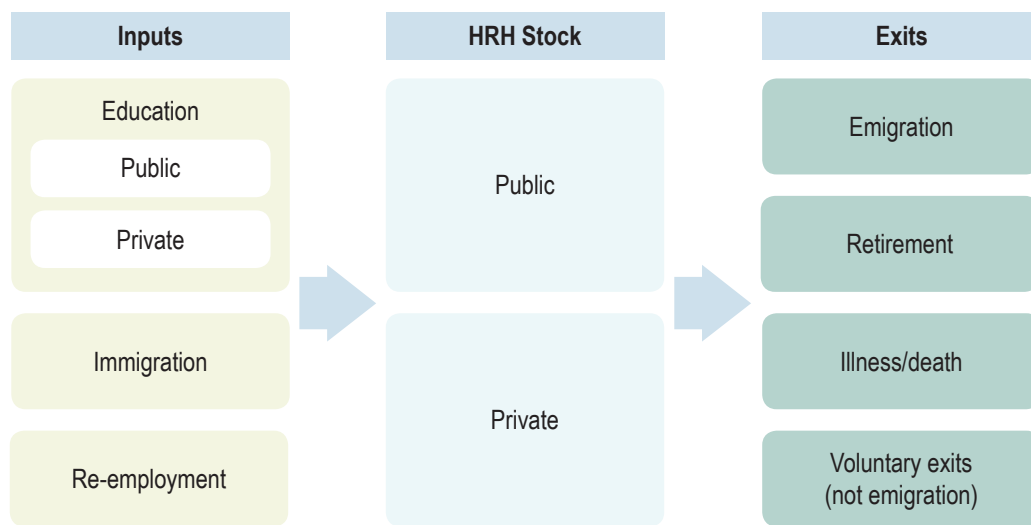 Inputs
Education
Public
Private
Immigration
Re-employment
HRH Stock
Public
Private
Exits
Emigration
Retirement
Illness/death
Voluntary exits
(not emigration)